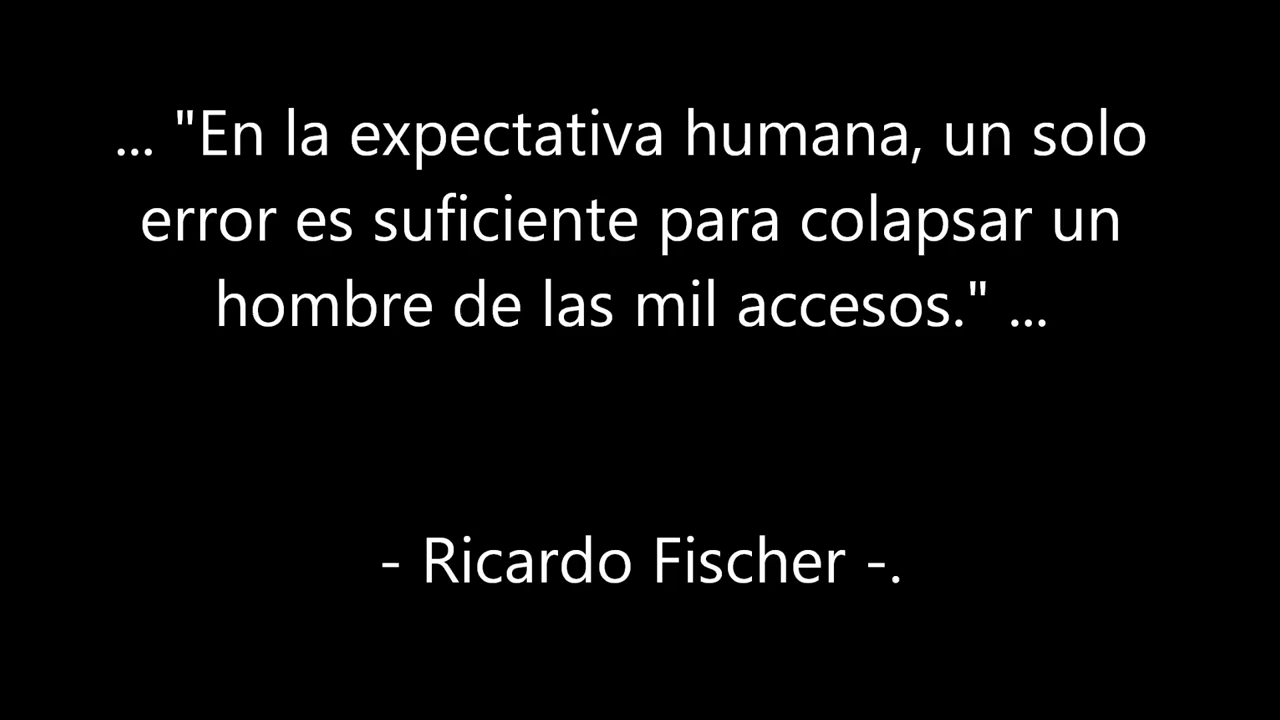 ... "En la expectativa humana, un solo
error es suficiente para colapsar un
hombre de las mil accesos." ...
- Ricardo Fischer -.